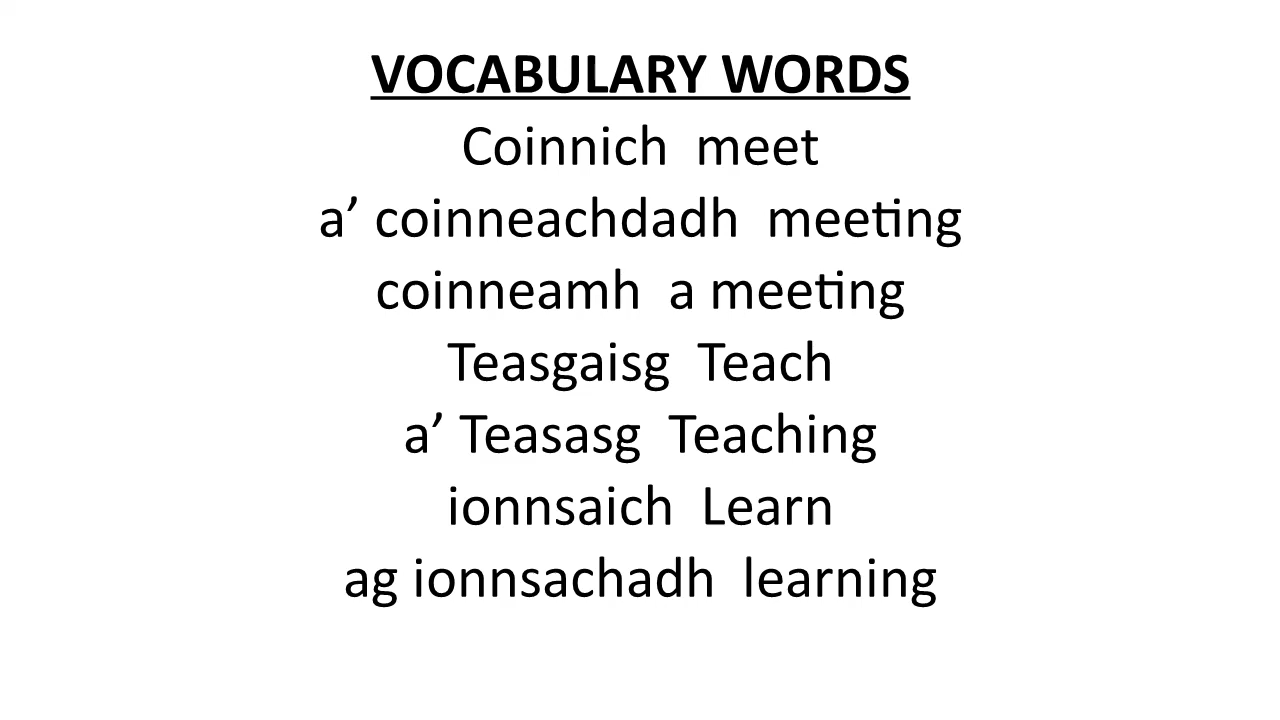 VOCABULARY WORDS
Coinnich meet
a’ coinneachdadh meeting
coinneamh a meeting
Teasgaisg Teach
a’ Teasasg Teaching
ionnsaich Learn
ag ionnsachadh learning